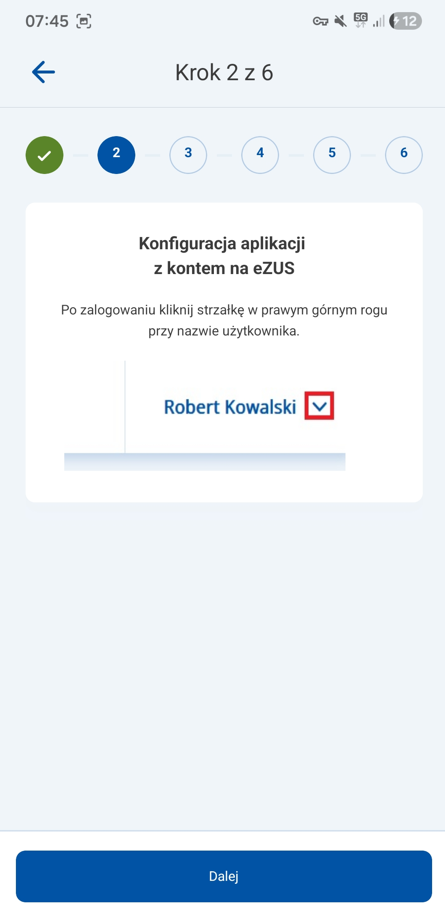 07:45 5G 12
Krok 2 z 6
2 3 4 5 6
Konfiguracja aplikacji
z kontem na eZUS
Po zalogowaniu kliknij strzałkę w prawym górnym rogu
przy nazwie użytkownika.
Robert Kowalski
Dalej